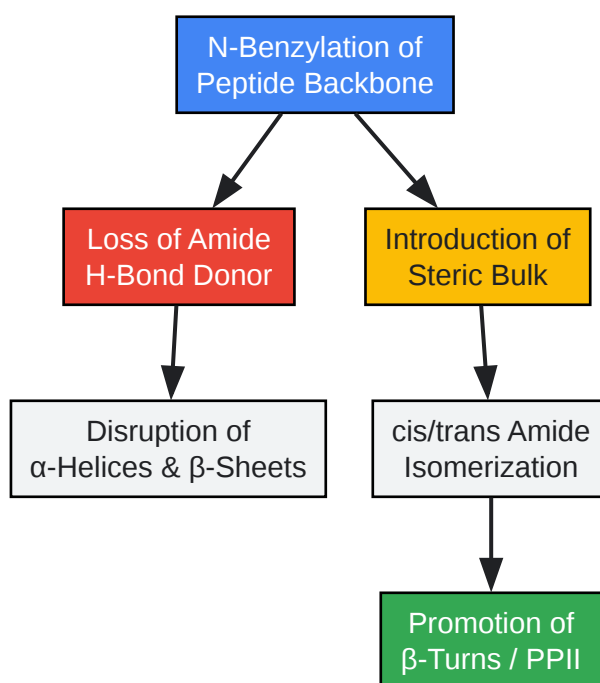 N-Benzylation of
Peptide Backbone
Loss of Amide
H-Bond Donor
Introduction of
Steric Bulk
Disruption of
α-Helices & β-Sheets
cis/trans Amide
Isomerization
Promotion of
β-Turns / PPII